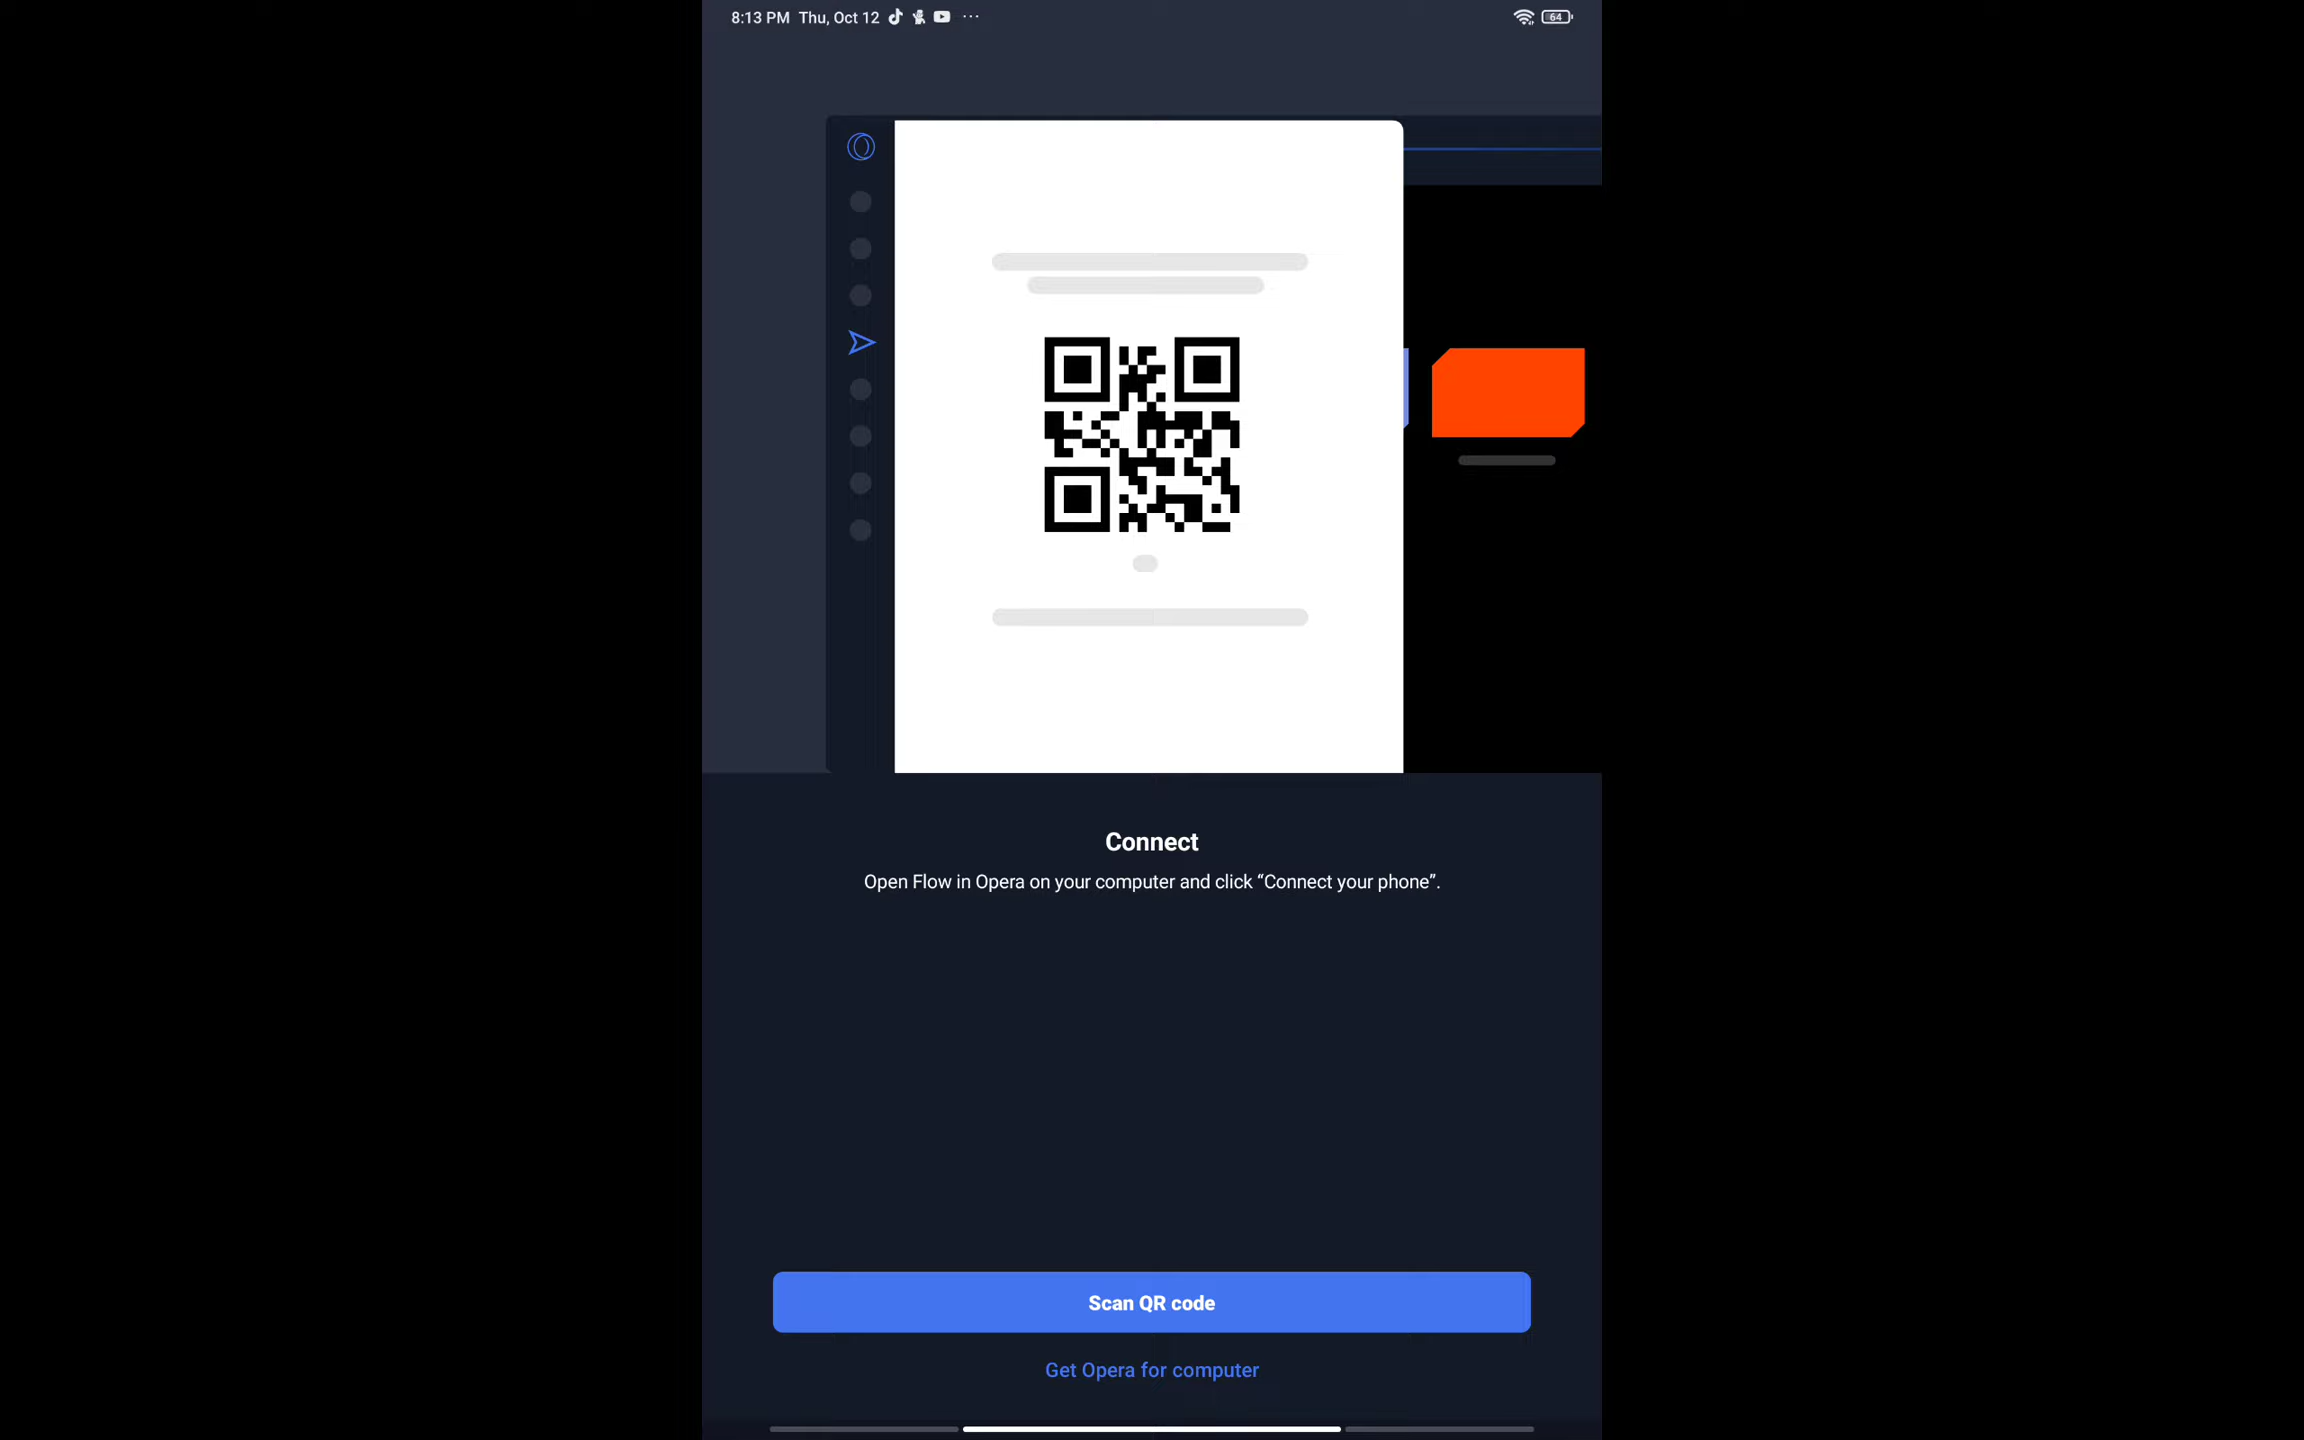 8:13 PM Thu, Oct 12
64
Connect
Open Flow in Opera on your computer and click “Connect your phone”.
Scan QR code
Get Opera for computer